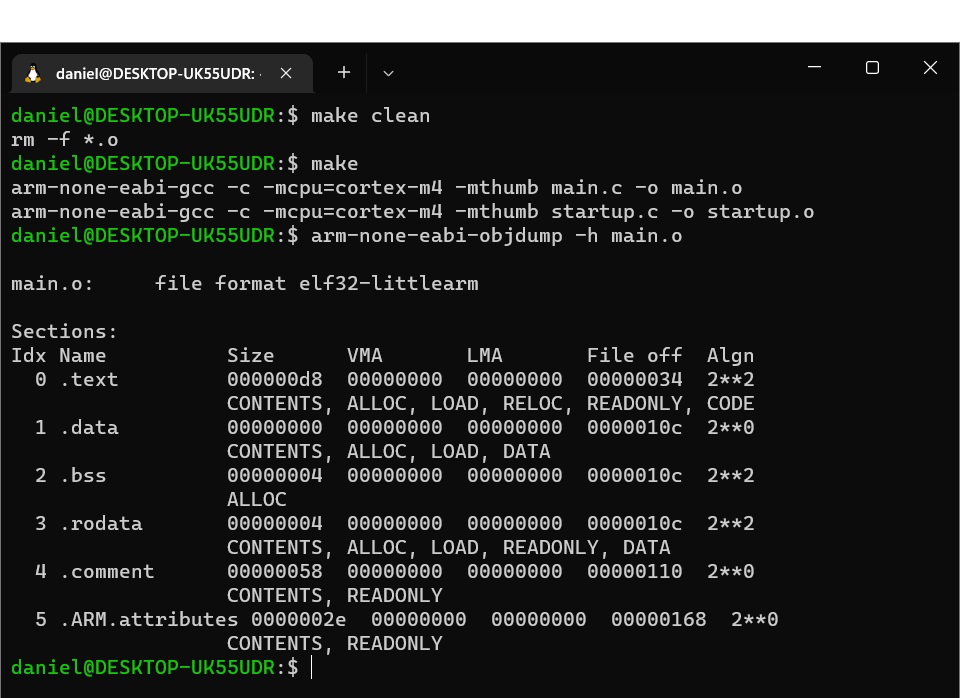 daniel@DESKTOP-UK55UDR:
daniel@DESKTOP-UK55UDR:$ make clean
rm -f *.o
daniel@DESKTOP-UK55UDR:$ make
arm-none-eabi-gcc -c -mcpu=cortex-m4 -mthumb main.c -o main.o
arm-none-eabi-gcc -c -mcpu=cortex-m4 -mthumb startup.c -o startup.o
daniel@DESKTOP-UK55UDR:$ arm-none-eabi-objdump -h main.o
main.o:     file format elf32-littlearm
Sections:
Idx Name          Size      VMA       LMA       File off  Algn
  0 .text         000000d8  00000000  00000000  00000034  2**2
                  CONTENTS, ALLOC, LOAD, RELOC, READONLY, CODE
  1 .data         00000000  00000000  00000000  0000010c  2**0
                  CONTENTS, ALLOC, LOAD, DATA
  2 .bss          00000004  00000000  00000000  0000010c  2**2
                  ALLOC
  3 .rodata       00000004  00000000  00000000  0000010c  2**2
                  CONTENTS, ALLOC, LOAD, READONLY, DATA
  4 .comment      00000058  00000000  00000000  00000110  2**0
                  CONTENTS, READONLY
  5 .ARM.attributes 0000002e  00000000  00000000  00000168  2**0
                  CONTENTS, READONLY
daniel@DESKTOP-UK55UDR:$